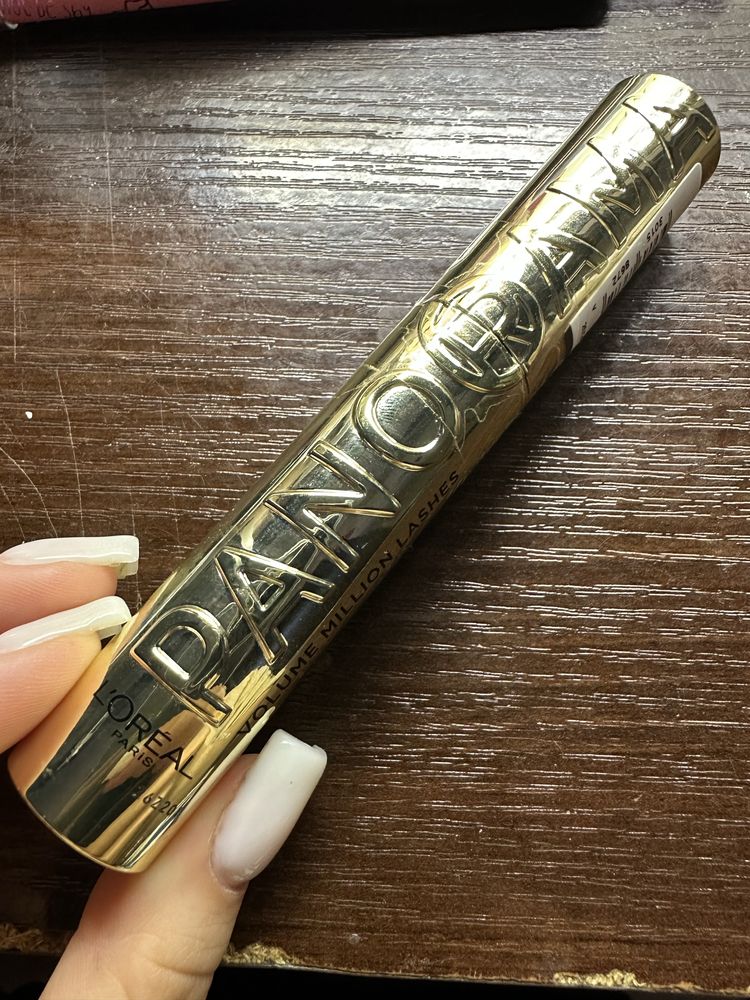 PANORAMA
VOLUME MILLION LASHES
L'ORÉAL
PARIS